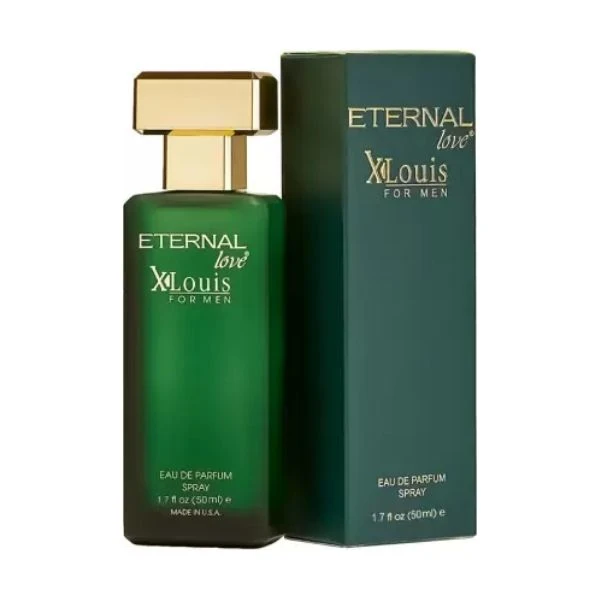 ETERNAL
love®
XLouis
FOR MEN
EAU DE PARFUM
SPRAY
1.7 fl oz (50ml) e
MADE IN U.S.A.
ETERNAL
love®
XLouis
FOR MEN
EAU DE PARFUM
SPRAY
1.7 fl oz (50ml) e